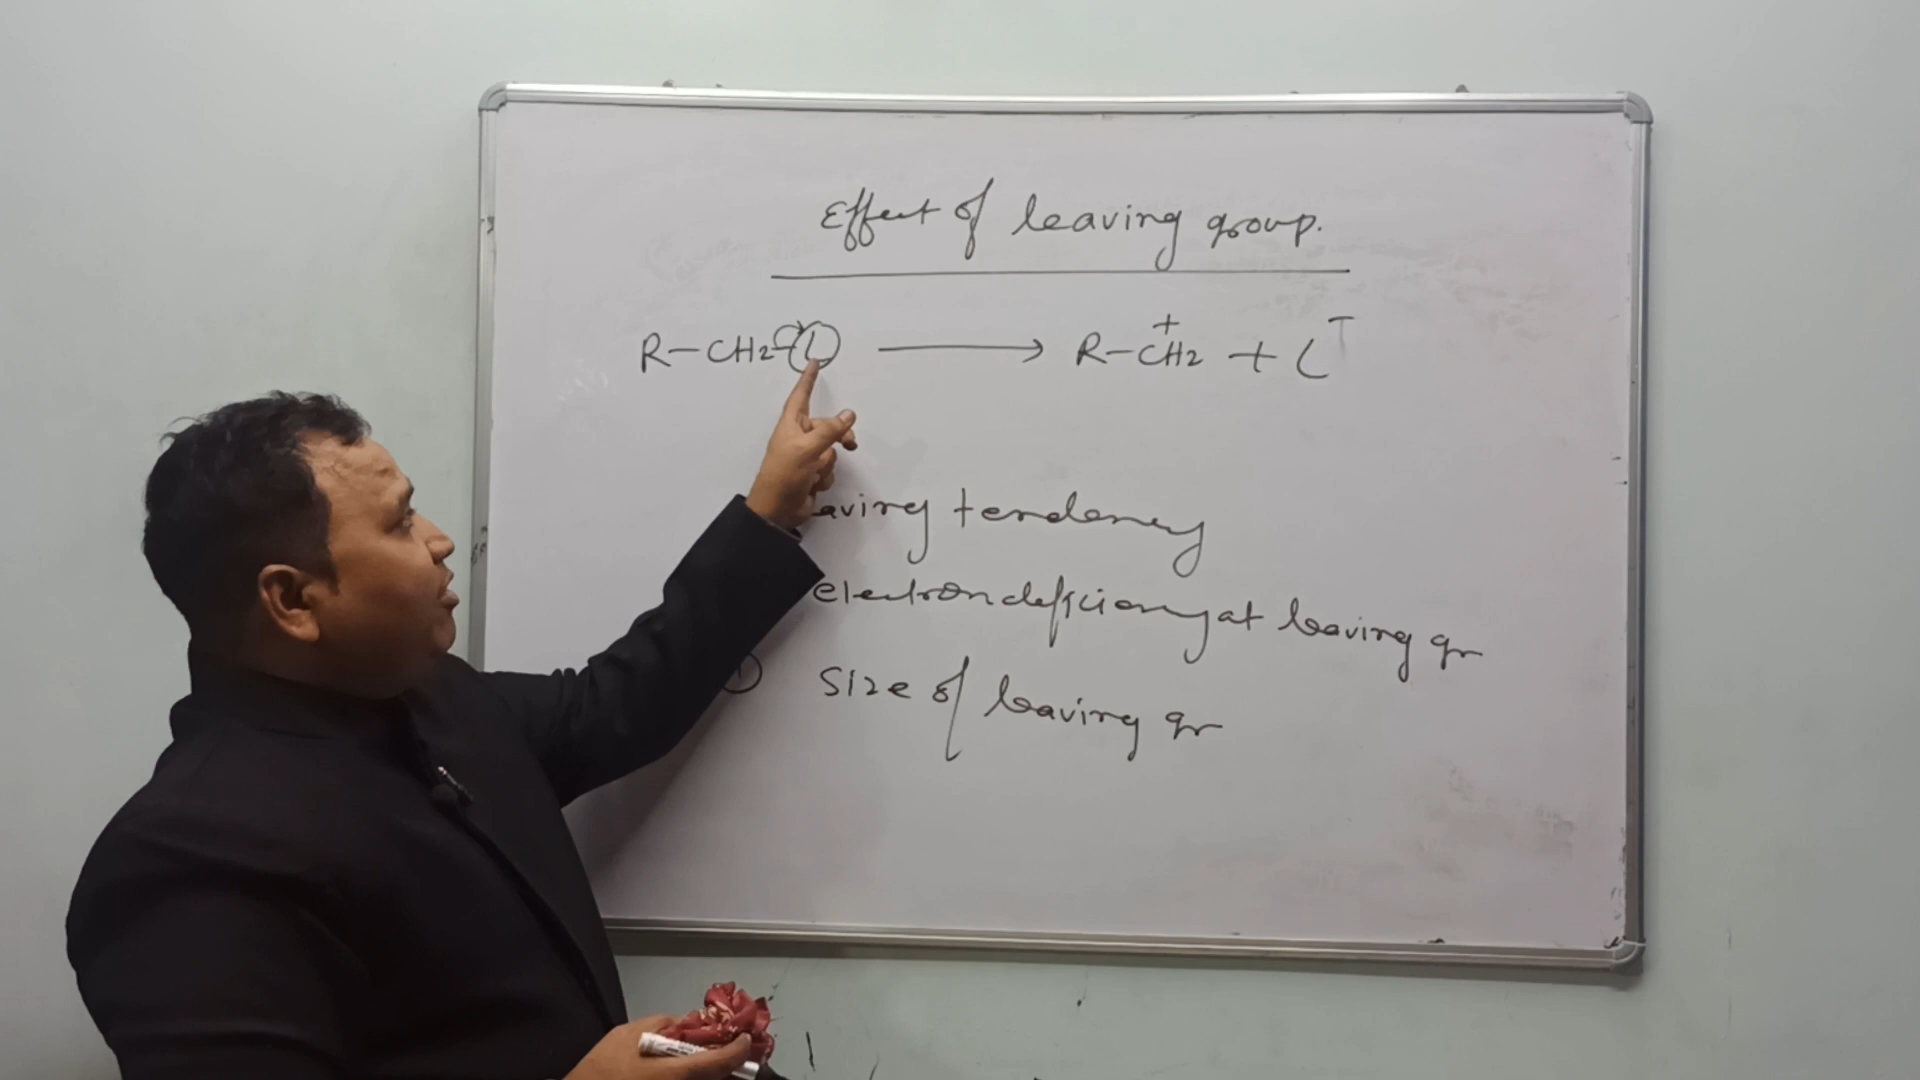 Effect of leaving group.
R-CH2-L ⟶ R-C⁺H2 + L⁻
aving tendency
electron deficiency at leaving gr
size of leaving gr